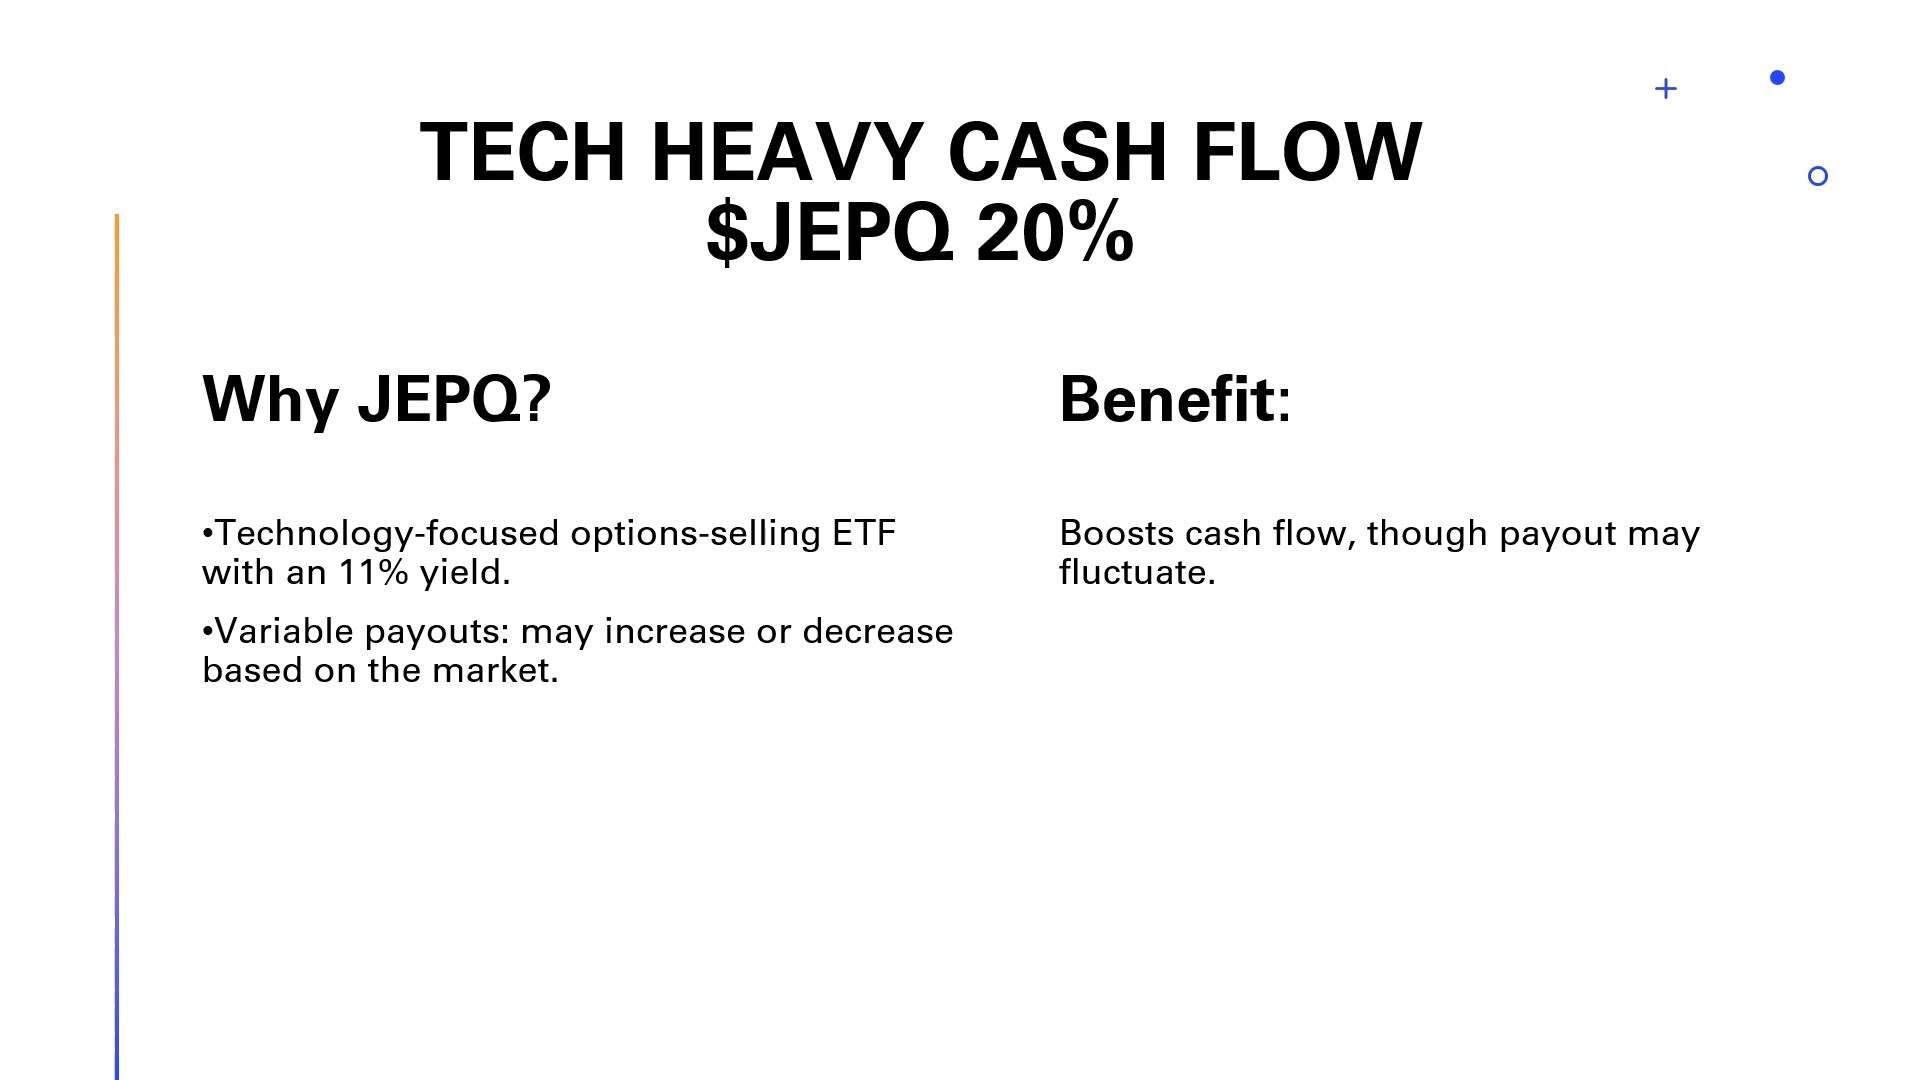 TECH HEAVY CASH FLOW
$JEPQ 20%
Why JEPQ?
•Technology-focused options-selling ETF
with an 11% yield.
•Variable payouts: may increase or decrease
based on the market.
Benefit:
Boosts cash flow, though payout may
fluctuate.